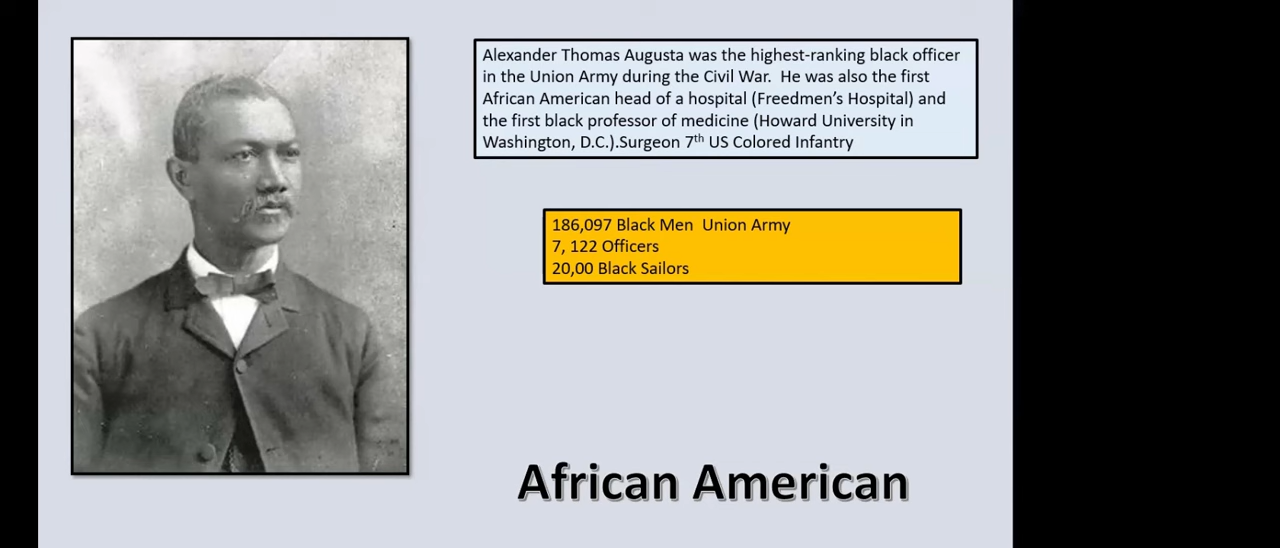 Alexander Thomas Augusta was the highest-ranking black officer
in the Union Army during the Civil War.  He was also the first
African American head of a hospital (Freedmen’s Hospital) and
the first black professor of medicine (Howard University in
Washington, D.C.).Surgeon 7th US Colored Infantry
186,097 Black Men  Union Army
7, 122 Officers
20,00 Black Sailors
African American